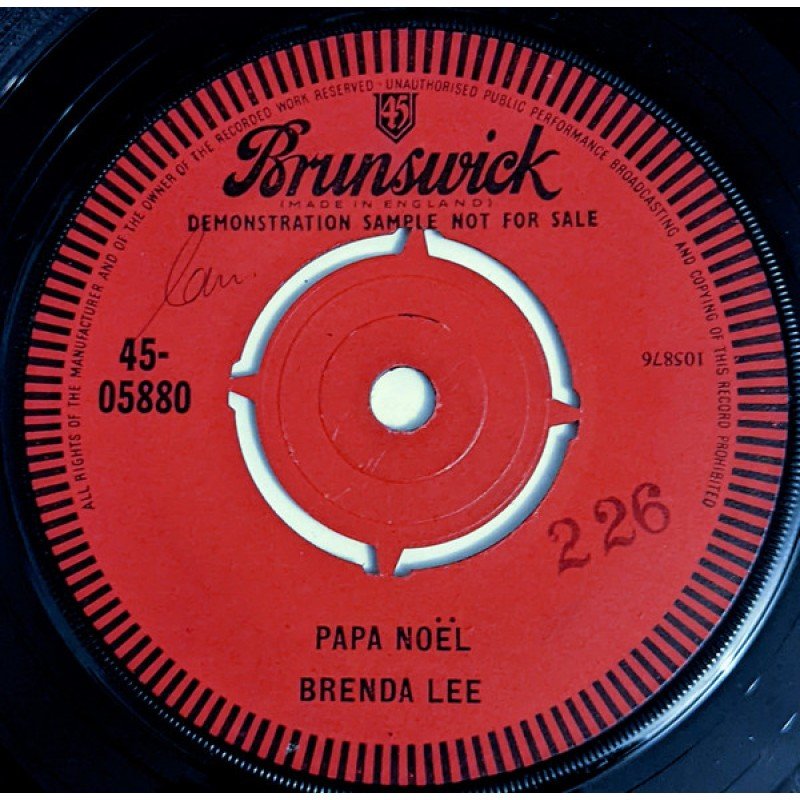 ALL RIGHTS OF THE MANUFACTURER AND OF THE OWNER OF THE RECORDED WORK RESERVED - UNAUTHORISED PUBLIC PERFORMANCE BROADCASTING AND COPYING OF THIS RECORD PROHIBITED
45
Brunswick
(MADE IN ENGLAND)
DEMONSTRATION SAMPLE NOT FOR SALE
45-
05880
105876
226
PAPA NOËL
BRENDA LEE